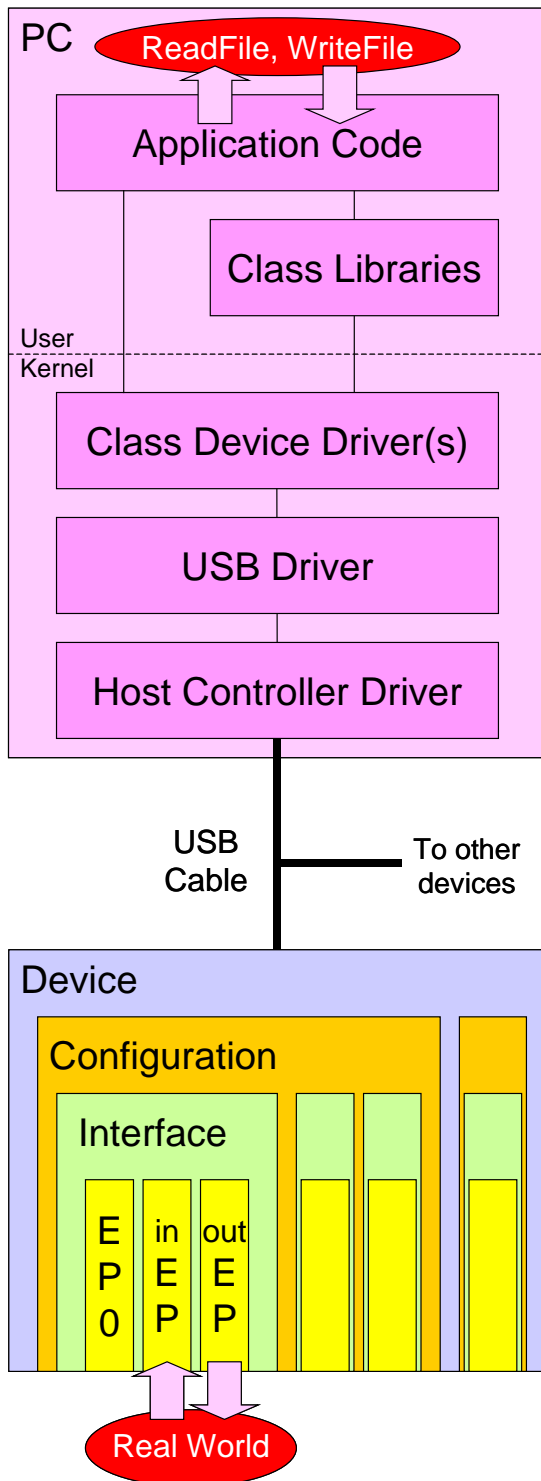 PC
ReadFile, WriteFile
Application Code
Class Libraries
User
Kernel
Class Device Driver(s)
USB Driver
Host Controller Driver
USB
Cable
To other
devices
Device
Configuration
Interface
E
P
0
in
E
P
out
E
P
Real World